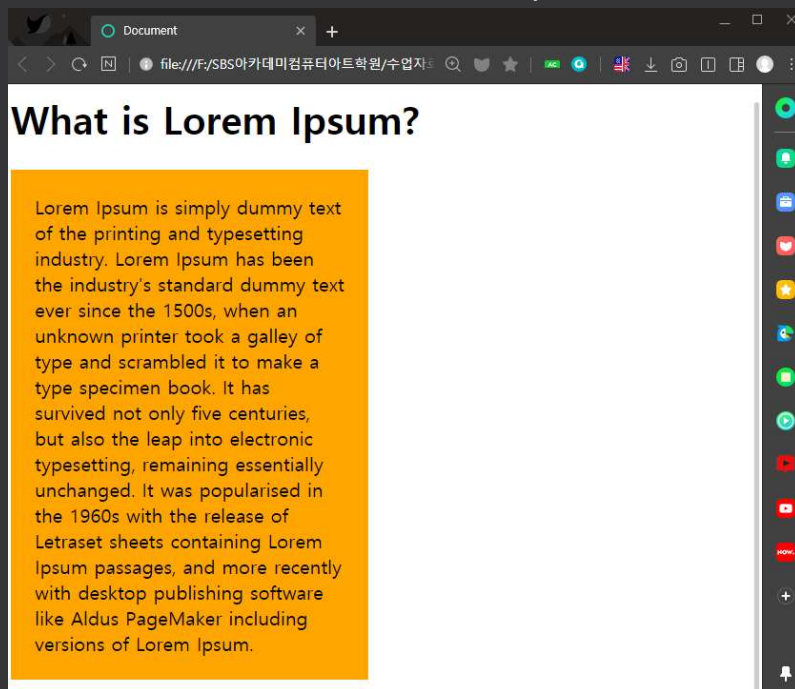 Document
file:///F:/SBS아카데미컴퓨터아트학원/수업자료
What is Lorem Ipsum?
Lorem Ipsum is simply dummy text
of the printing and typesetting
industry. Lorem Ipsum has been
the industry's standard dummy text
ever since the 1500s, when an
unknown printer took a galley of
type and scrambled it to make a
type specimen book. It has
survived not only five centuries,
but also the leap into electronic
typesetting, remaining essentially
unchanged. It was popularised in
the 1960s with the release of
Letraset sheets containing Lorem
Ipsum passages, and more recently
with desktop publishing software
like Aldus PageMaker including
versions of Lorem Ipsum.
N
AC
NOW.